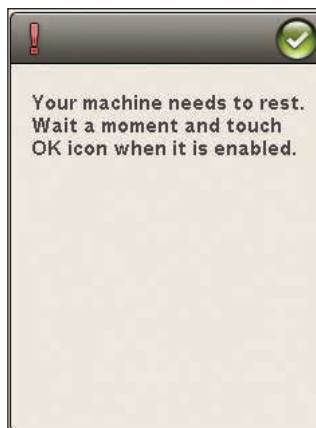 Your machine needs to rest.
Wait a moment and touch
OK icon when it is enabled.